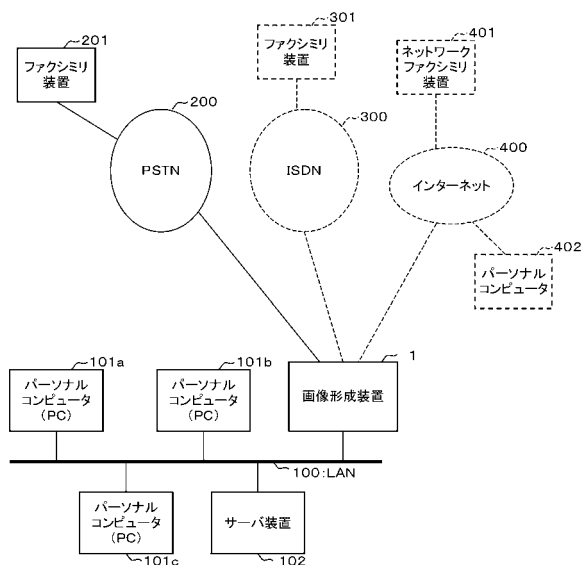 201
ファクシミリ
装置
200
PSTN
301
ファクシミリ
装置
300
ISDN
401
ネットワーク
ファクシミリ
装置
400
インターネット
402
パーソナル
コンピュータ
101a
パーソナル
コンピュータ
(PC)
101b
パーソナル
コンピュータ
(PC)
1
画像形成装置
100:LAN
パーソナル
コンピュータ
(PC)
101c
サーバ装置
102